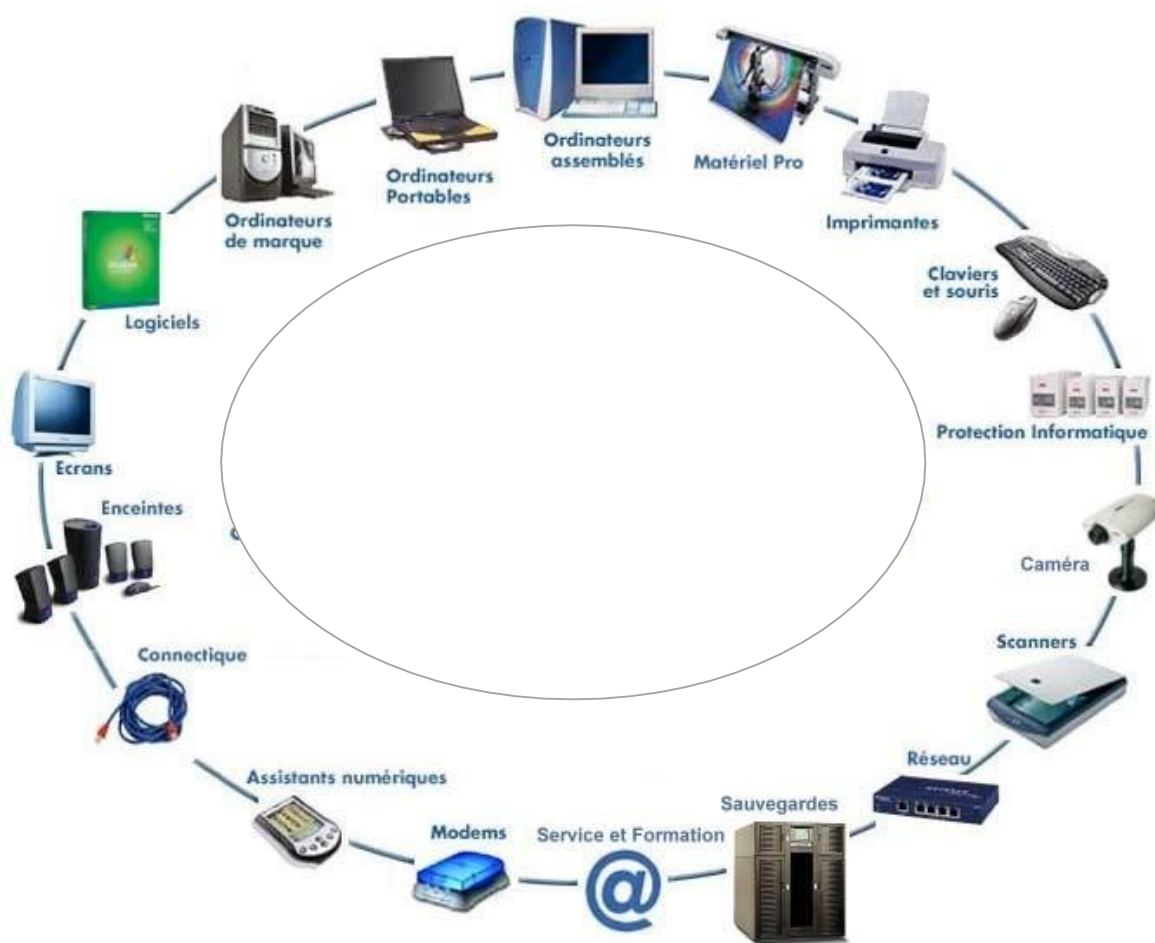 Ordinateurs
assemblés
Matériel Pro
Imprimantes
Claviers
et souris
Protection Informatique
Caméra
Scanners
Réseau
Sauvegardes
Service et Formation
@
Modems
Assistants numériques
Connectique
Enceintes
Ecrans
Logiciels
Ordinateurs
de marque
Ordinateurs
Portables